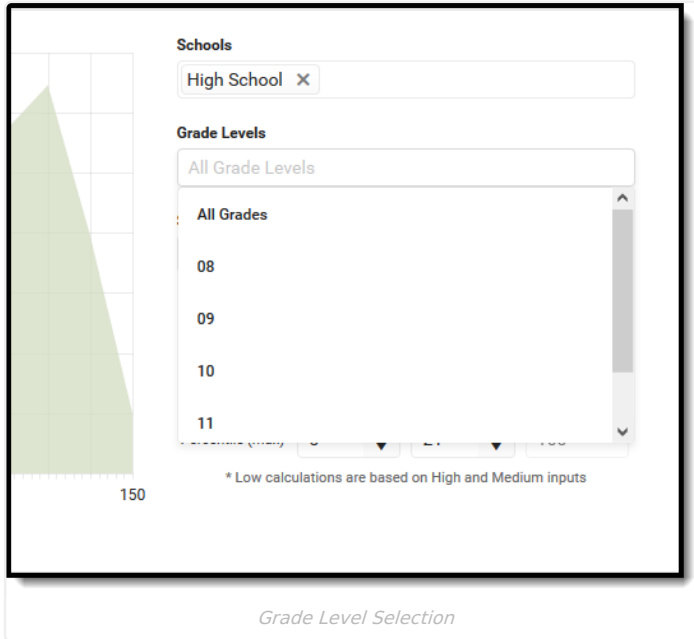 Schools
High School ×
Grade Levels
All Grade Levels
All Grades
08
09
10
11
* Low calculations are based on High and Medium inputs
150
Grade Level Selection